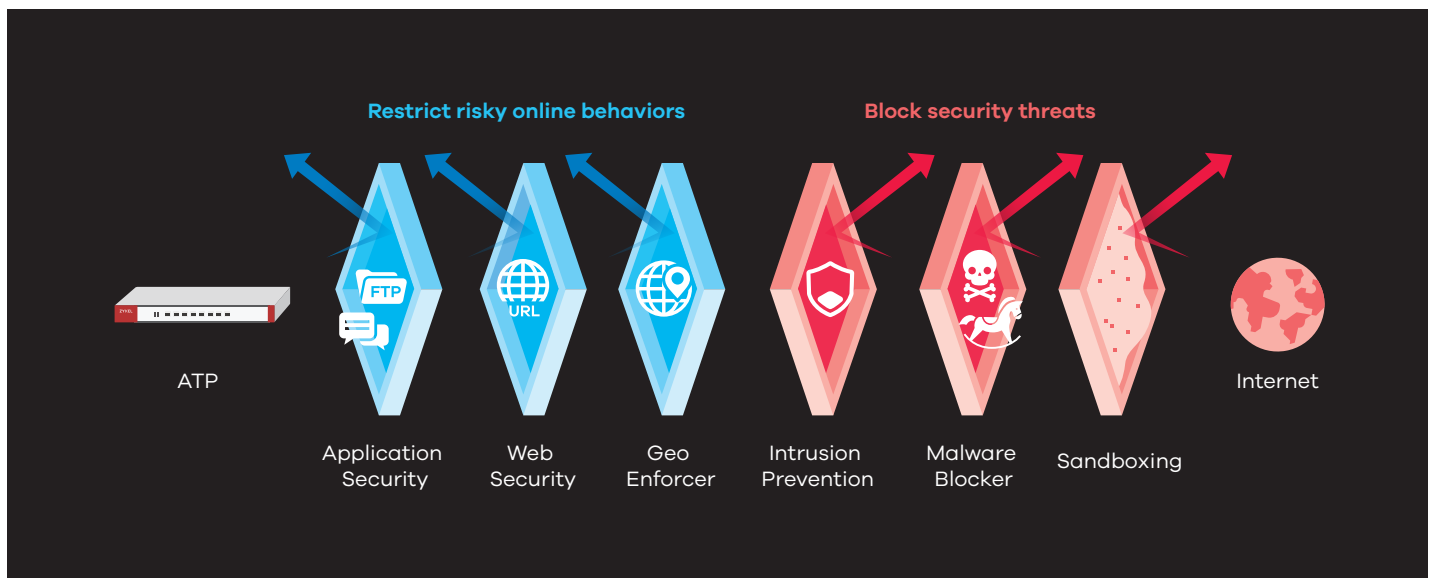 Restrict risky online behaviors
Block security threats
ZYXEL
FTP
URL
ATP
Internet
Application
Security
Web
Security
Geo
Enforcer
Intrusion
Prevention
Malware
Blocker
Sandboxing